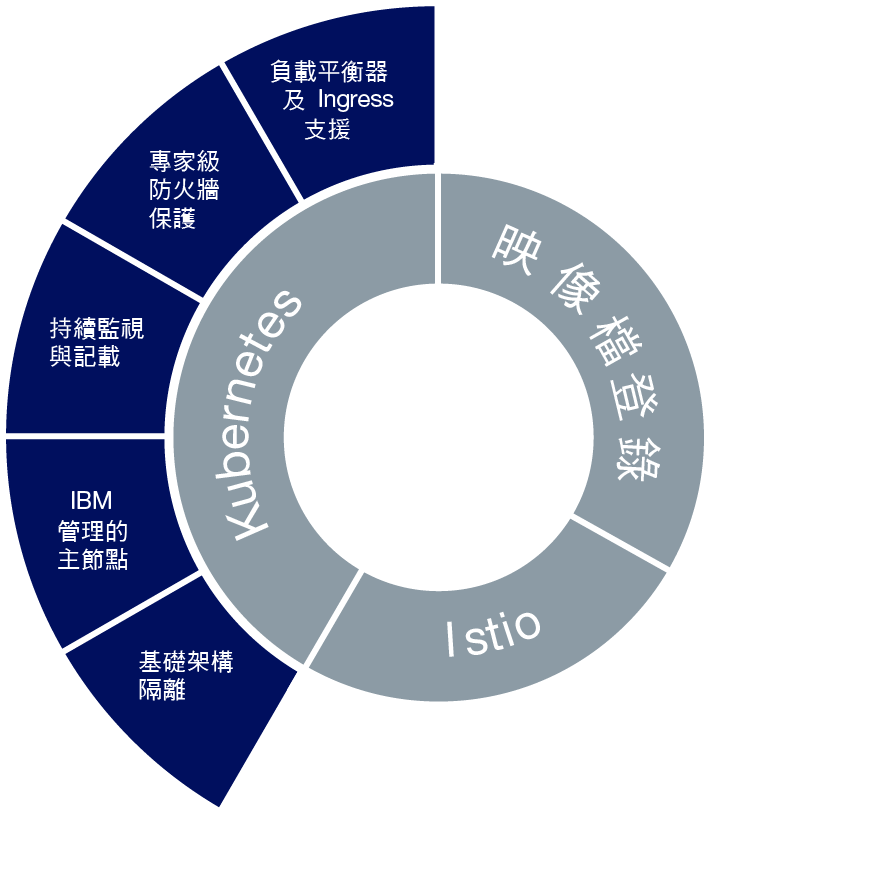 負載平衡器
及 Ingress
支援
專家級
防火牆
保護
持續監視
與記載
IBM
管理的
主節點
基礎架構
隔離
Kubernetes
映像檔登錄
Istio